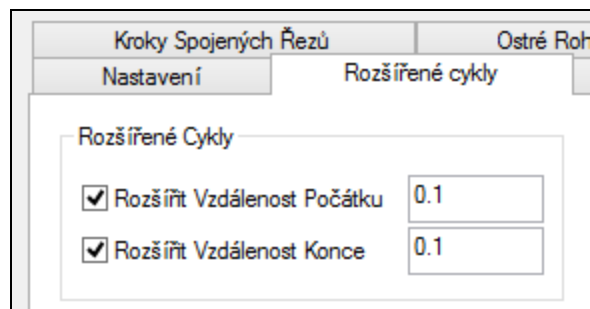 Kroky Spojených Řezů Ostré Roh
Nastavení Rozšířené cykly
Rozšířené Cykly
Rozšířit Vzdálenost Počátku 0.1
Rozšířit Vzdálenost Konce 0.1